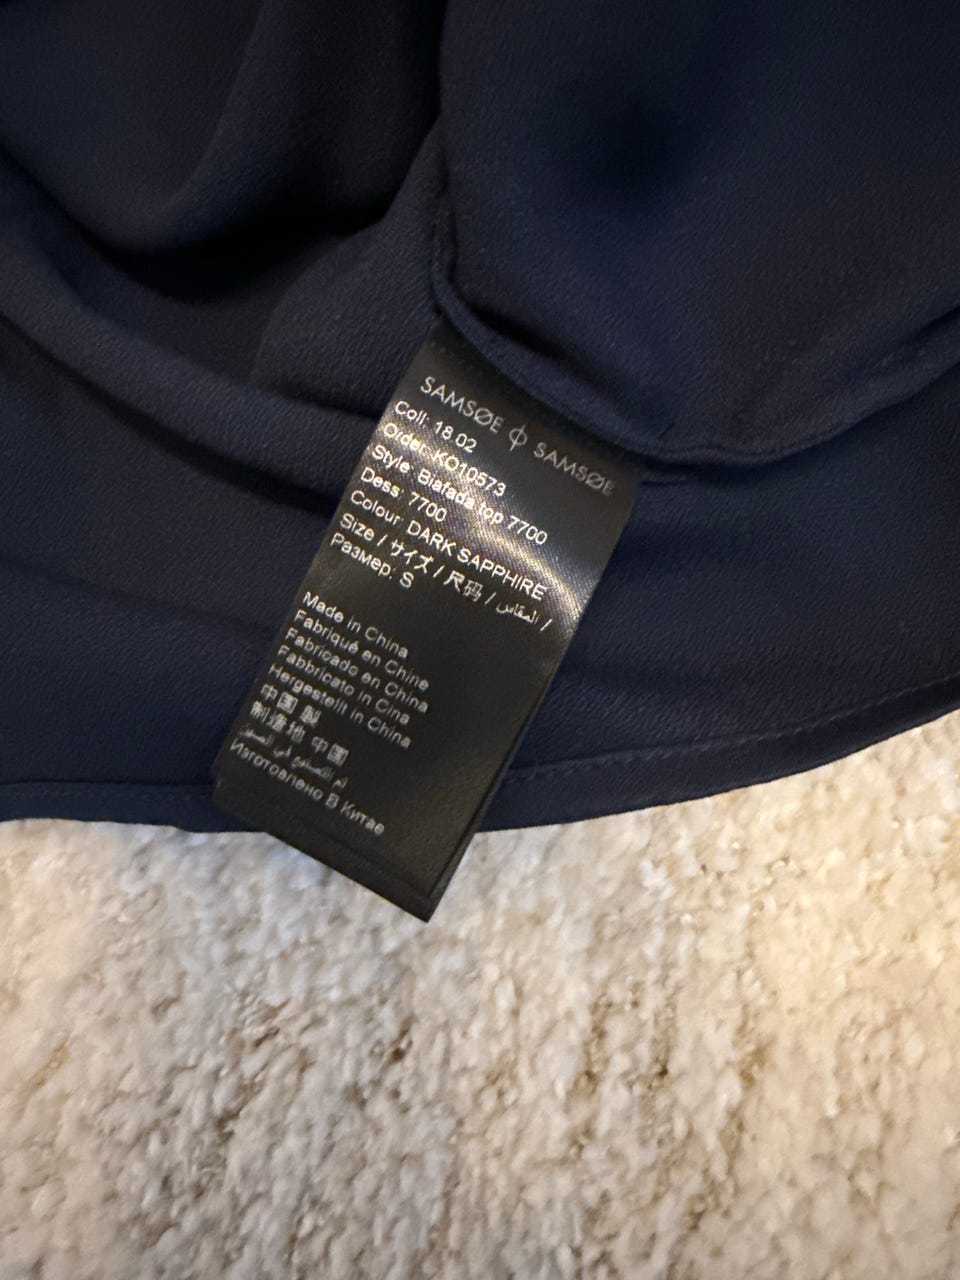 SAMSØE ϕ SAMSØE
Coll: 18.02
Order: KO10573
Style: Biafada top 7700
Dess: 7700
Colour: DARK SAPPHIRE
Size / サイズ / 尺码 / المقاس /
Размер: S
Made in China
Fabriqué en Chine
Fabricado en China
Fabbricato in Cina
Hergestellt in China
中国 製
制造地 中国
تم التصنيع في الصين
Изготовлено В Китае